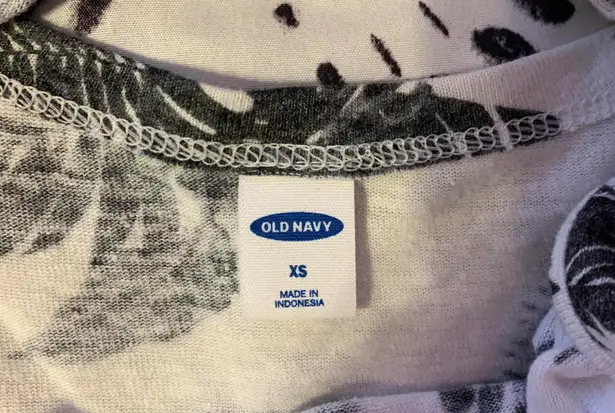 OLD NAVY
XS
MADE IN
INDONESIA